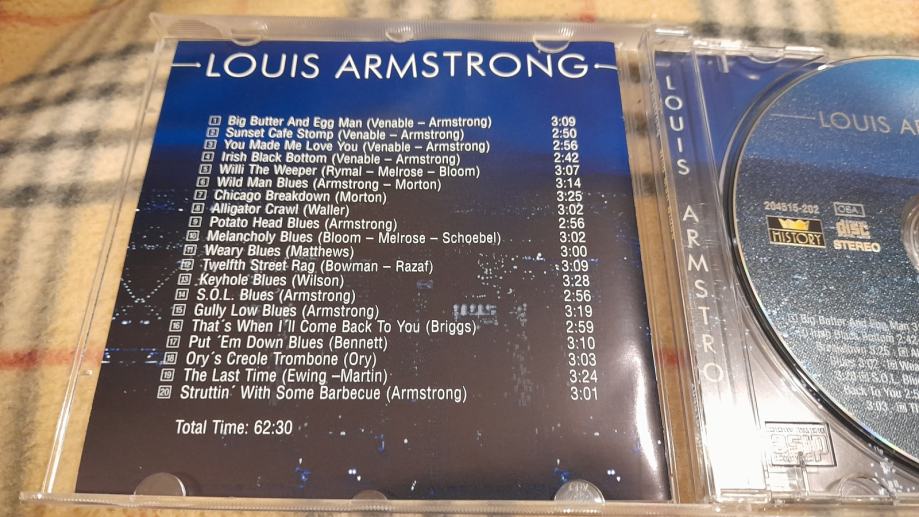 LOUIS ARMSTRONG
1 Big Butter And Egg Man (Venable – Armstrong) 3:09
2 Sunset Cafe Stomp (Venable – Armstrong) 2:50
3 You Made Me Love You (Venable – Armstrong) 2:56
4 Irish Black Bottom (Venable – Armstrong) 2:42
5 Willi The Weeper (Rymal – Melrose – Bloom) 3:07
6 Wild Man Blues (Armstrong – Morton) 3:14
7 Chicago Breakdown (Morton) 3:25
8 Alligator Crawl (Waller) 3:02
9 Potato Head Blues (Armstrong) 2:56
10 Melancholy Blues (Bloom – Melrose – Schoebel) 3:02
11 Weary Blues (Matthews) 3:00
12 Twelfth Street Rag (Bowman – Razaf) 3:09
13 Keyhole Blues (Wilson) 3:28
14 S.O.L. Blues (Armstrong) 2:56
15 Gully Low Blues (Armstrong) 3:19
16 That´s When I´ll Come Back To You (Briggs) 2:59
17 Put ´Em Down Blues (Bennett) 3:10
18 Ory´s Creole Trombone (Ory) 3:03
19 The Last Time (Ewing –Martin) 3:24
20 Struttin´ With Some Barbecue (Armstrong) 3:01
Total Time: 62:30
LOUIS ARMSTRO
LOUIS A
204515-202 GBA
HISTORY
disc
STEREO
1 Big Butter And Egg Man